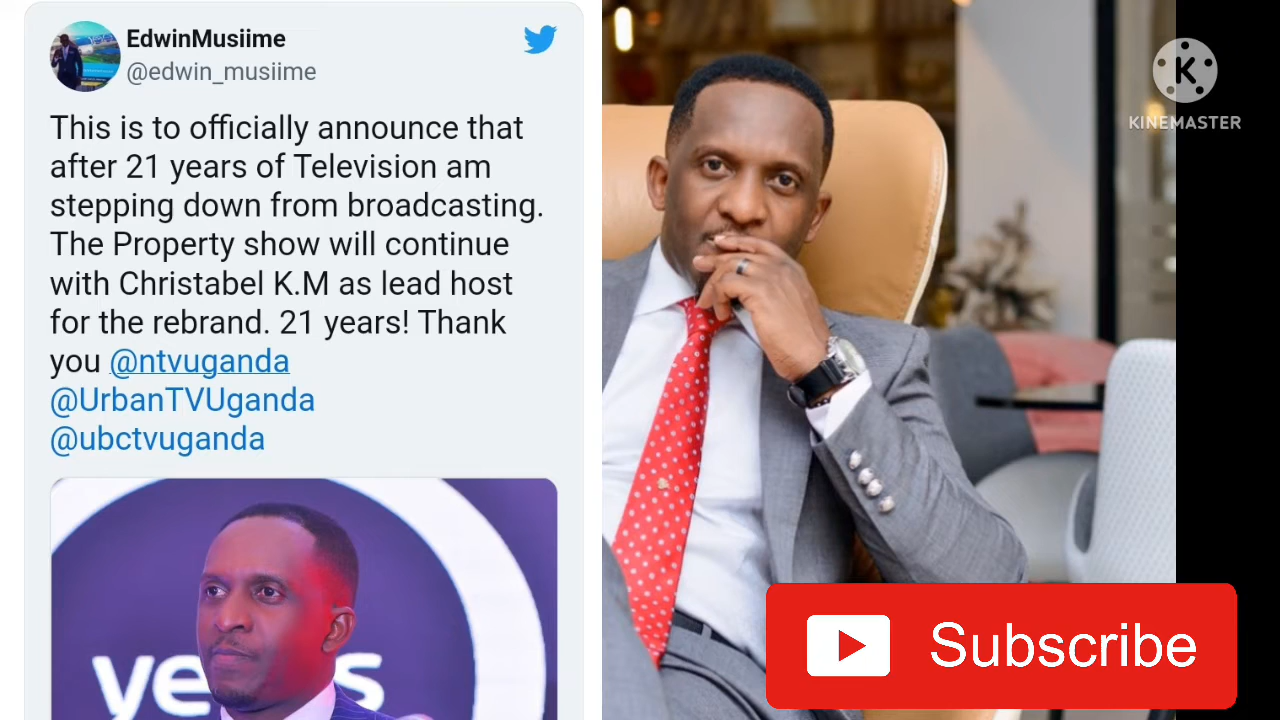 EdwinMusiime
@edwin_musiime
This is to officially announce that
after 21 years of Television am
stepping down from broadcasting.
The Property show will continue
with Christabel K.M as lead host
for the rebrand. 21 years! Thank
you @ntvuganda
@UrbanTVUganda
@ubctvuganda
K
KINEMASTER
Subscribe